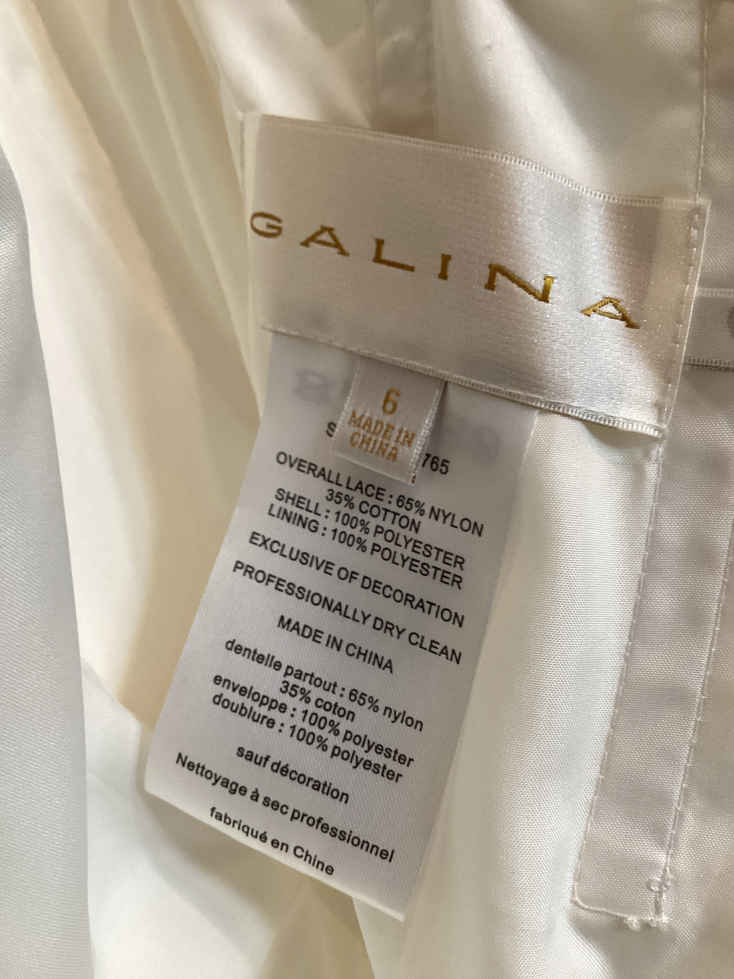 GALINA
6
MADE IN
CHINA
765
OVERALL LACE : 65% NYLON
35% COTTON
SHELL : 100% POLYESTER
LINING : 100% POLYESTER
EXCLUSIVE OF DECORATION
PROFESSIONALLY DRY CLEAN
MADE IN CHINA
dentelle partout : 65% nylon
35% coton
enveloppe : 100% polyester
doublure : 100% polyester
sauf décoration
Nettoyage à sec professionnel
fabriqué en Chine